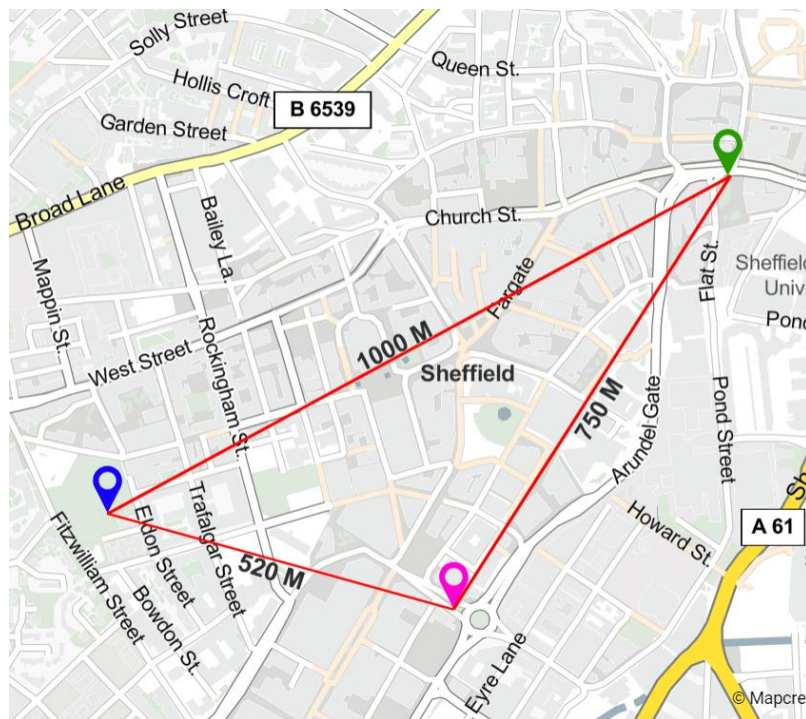 Solly Street
Queen St.
Hollis Croft
B 6539
Garden Street
Broad Lane
Bailey La.
Church St.
Flat St.
Sheffield
Unive
Mappin St.
Fargate
Pond
Rockingham St.
1000 M
West Street
Sheffield
750 M
Arundel Gate
Pond Street
Trafalgar Street
Eldon Street
Fitzwilliam Street
Howard St.
A 61
Sh
520 M
Bowdon St.
Eyre Lane
© Mapcre